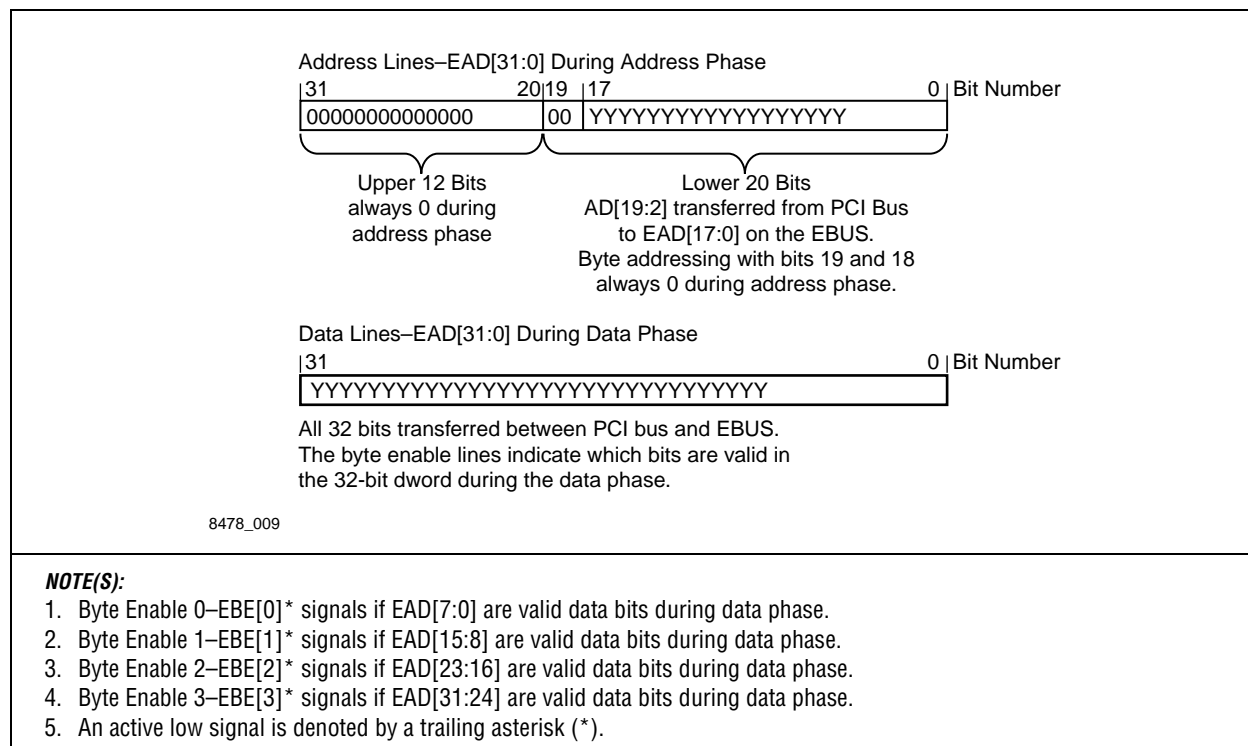 Address Lines–EAD[31:0] During Address Phase
31 20 19 17 0 Bit Number
00000000000000 00 YYYYYYYYYYYYYYYYYY
Upper 12 Bits
always 0 during
address phase
Lower 20 Bits
AD[19:2] transferred from PCI Bus
to EAD[17:0] on the EBUS.
Byte addressing with bits 19 and 18
always 0 during address phase.
Data Lines–EAD[31:0] During Data Phase
31 0 Bit Number
YYYYYYYYYYYYYYYYYYYYYYYYYYYYYYYY
All 32 bits transferred between PCI bus and EBUS.
The byte enable lines indicate which bits are valid in
the 32-bit dword during the data phase.
8478_009
NOTE(S):
1. Byte Enable 0–EBE[0]* signals if EAD[7:0] are valid data bits during data phase.
2. Byte Enable 1–EBE[1]* signals if EAD[15:8] are valid data bits during data phase.
3. Byte Enable 2–EBE[2]* signals if EAD[23:16] are valid data bits during data phase.
4. Byte Enable 3–EBE[3]* signals if EAD[31:24] are valid data bits during data phase.
5. An active low signal is denoted by a trailing asterisk (*).